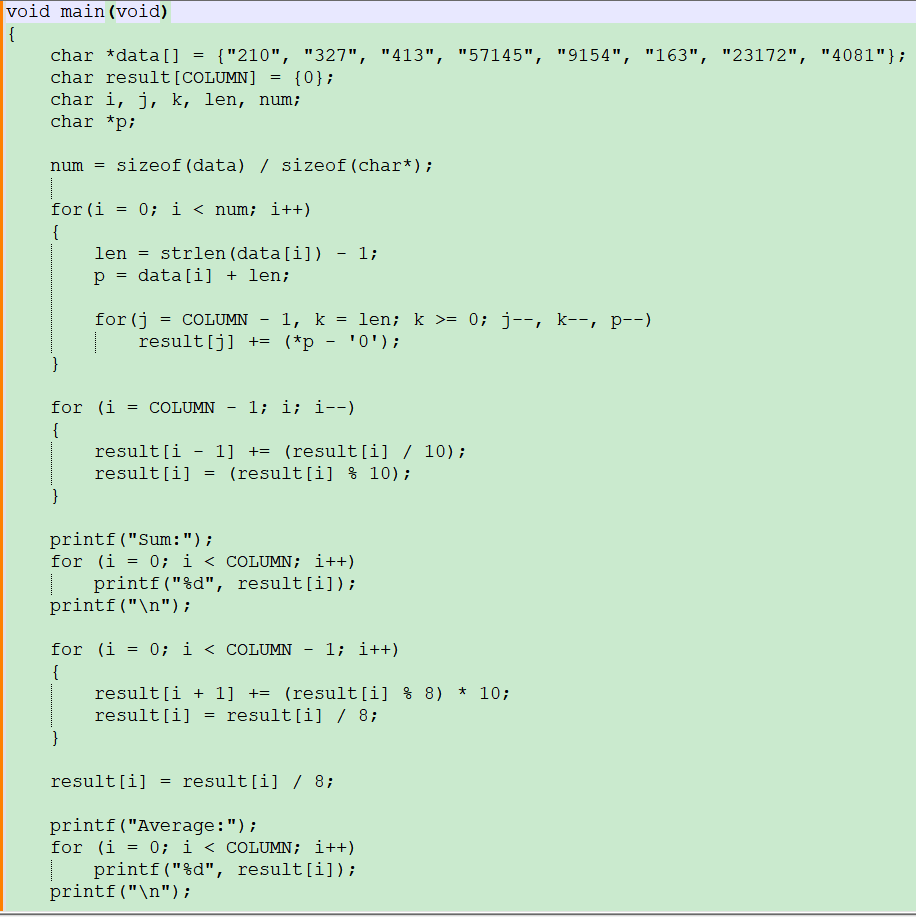 void main(void)
{
    char *data[] = {"210", "327", "413", "57145", "9154", "163", "23172", "4081"};
    char result[COLUMN] = {0};
    char i, j, k, len, num;
    char *p;

    num = sizeof(data) / sizeof(char*);

    for(i = 0; i < num; i++)
    {
        len = strlen(data[i]) - 1;
        p = data[i] + len;

        for(j = COLUMN - 1, k = len; k >= 0; j--, k--, p--)
            result[j] += (*p - '0');
    }

    for (i = COLUMN - 1; i; i--)
    {
        result[i - 1] += (result[i] / 10);
        result[i] = (result[i] % 10);
    }

    printf("Sum:");
    for (i = 0; i < COLUMN; i++)
        printf("%d", result[i]);
    printf("\n");

    for (i = 0; i < COLUMN - 1; i++)
    {
        result[i + 1] += (result[i] % 8) * 10;
        result[i] = result[i] / 8;
    }

    result[i] = result[i] / 8;

    printf("Average:");
    for (i = 0; i < COLUMN; i++)
        printf("%d", result[i]);
    printf("\n");